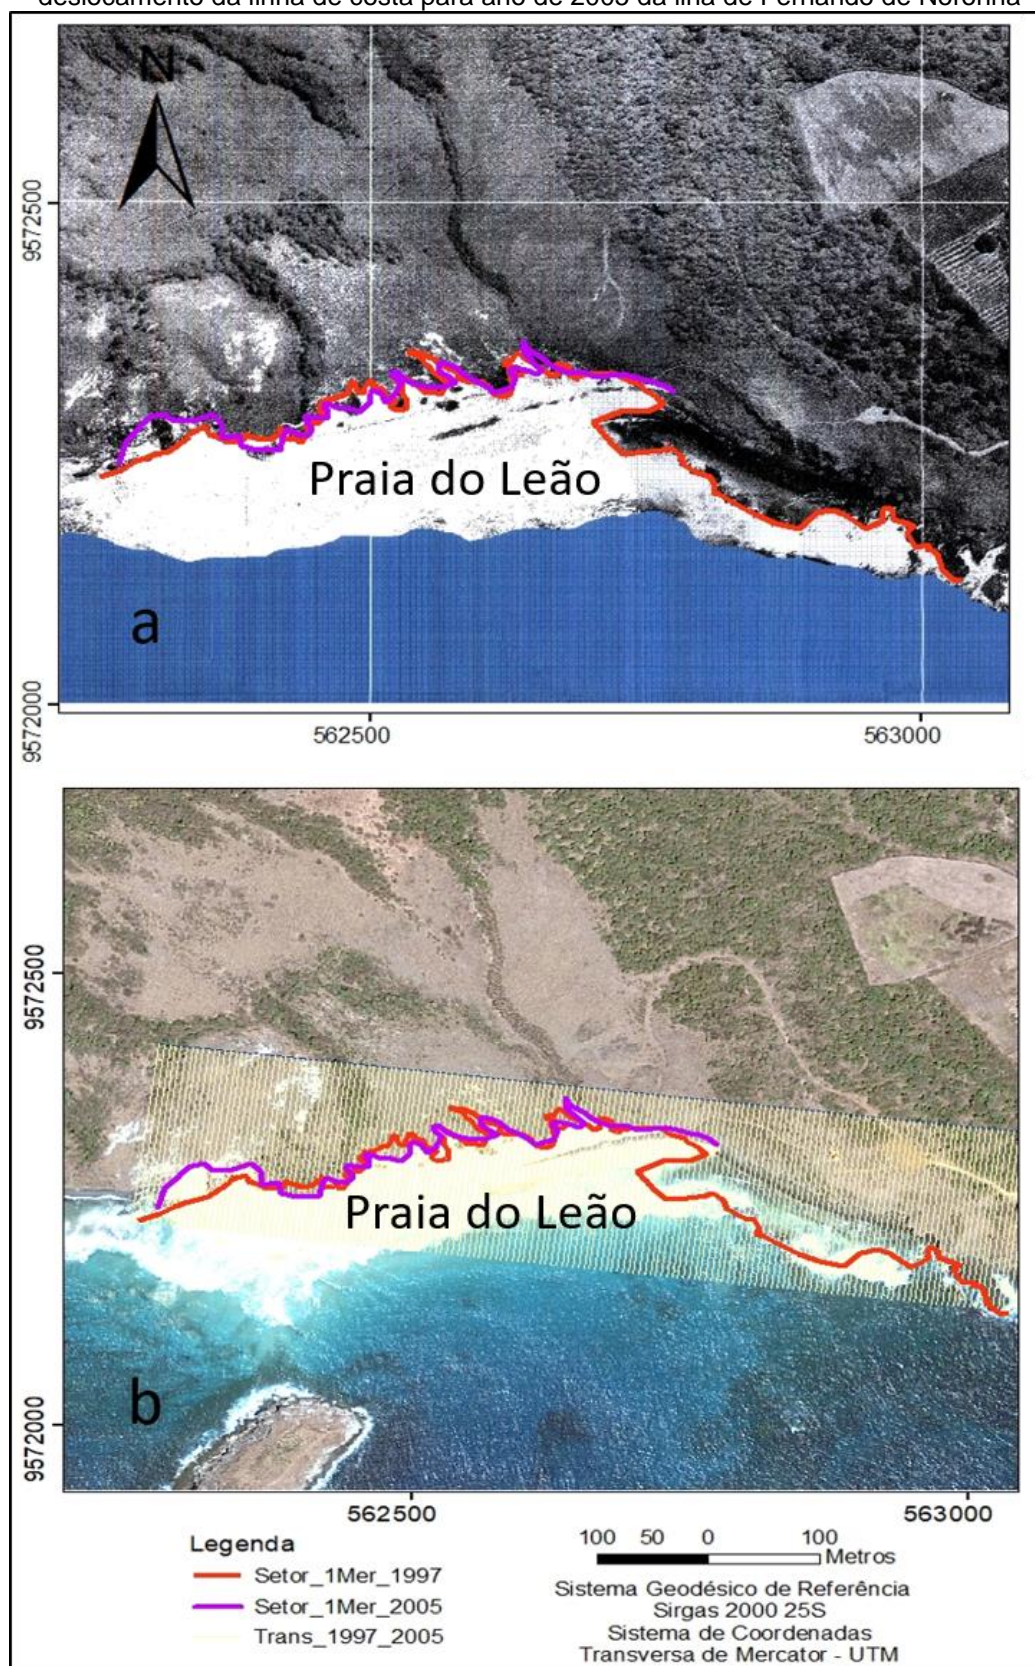 deslocamento da linha de costa para ano de 2005 da ilha de Fernando de Noronha
N
9572500
Praia do Leão
a
9572000
562500 563000
9572500
Praia do Leão
b
9572000
562500 563000
Legenda
Setor_1Mer_1997
Setor_1Mer_2005
Trans_1997_2005
100 50 0 100
Metros
Sistema Geodésico de Referência
Sirgas 2000 25S
Sistema de Coordenadas
Transversa de Mercator - UTM